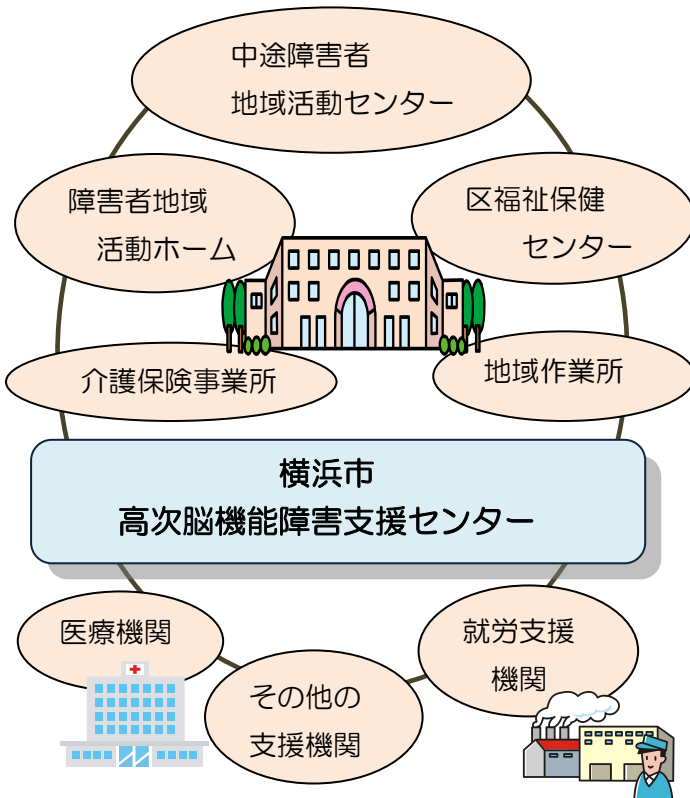 中途障害者
地域活動センター
障害者地域
活動ホーム
区福祉保健
センター
介護保険事業所
地域作業所
横浜市
高次脳機能障害支援センター
医療機関
就労支援
機関
その他の
支援機関